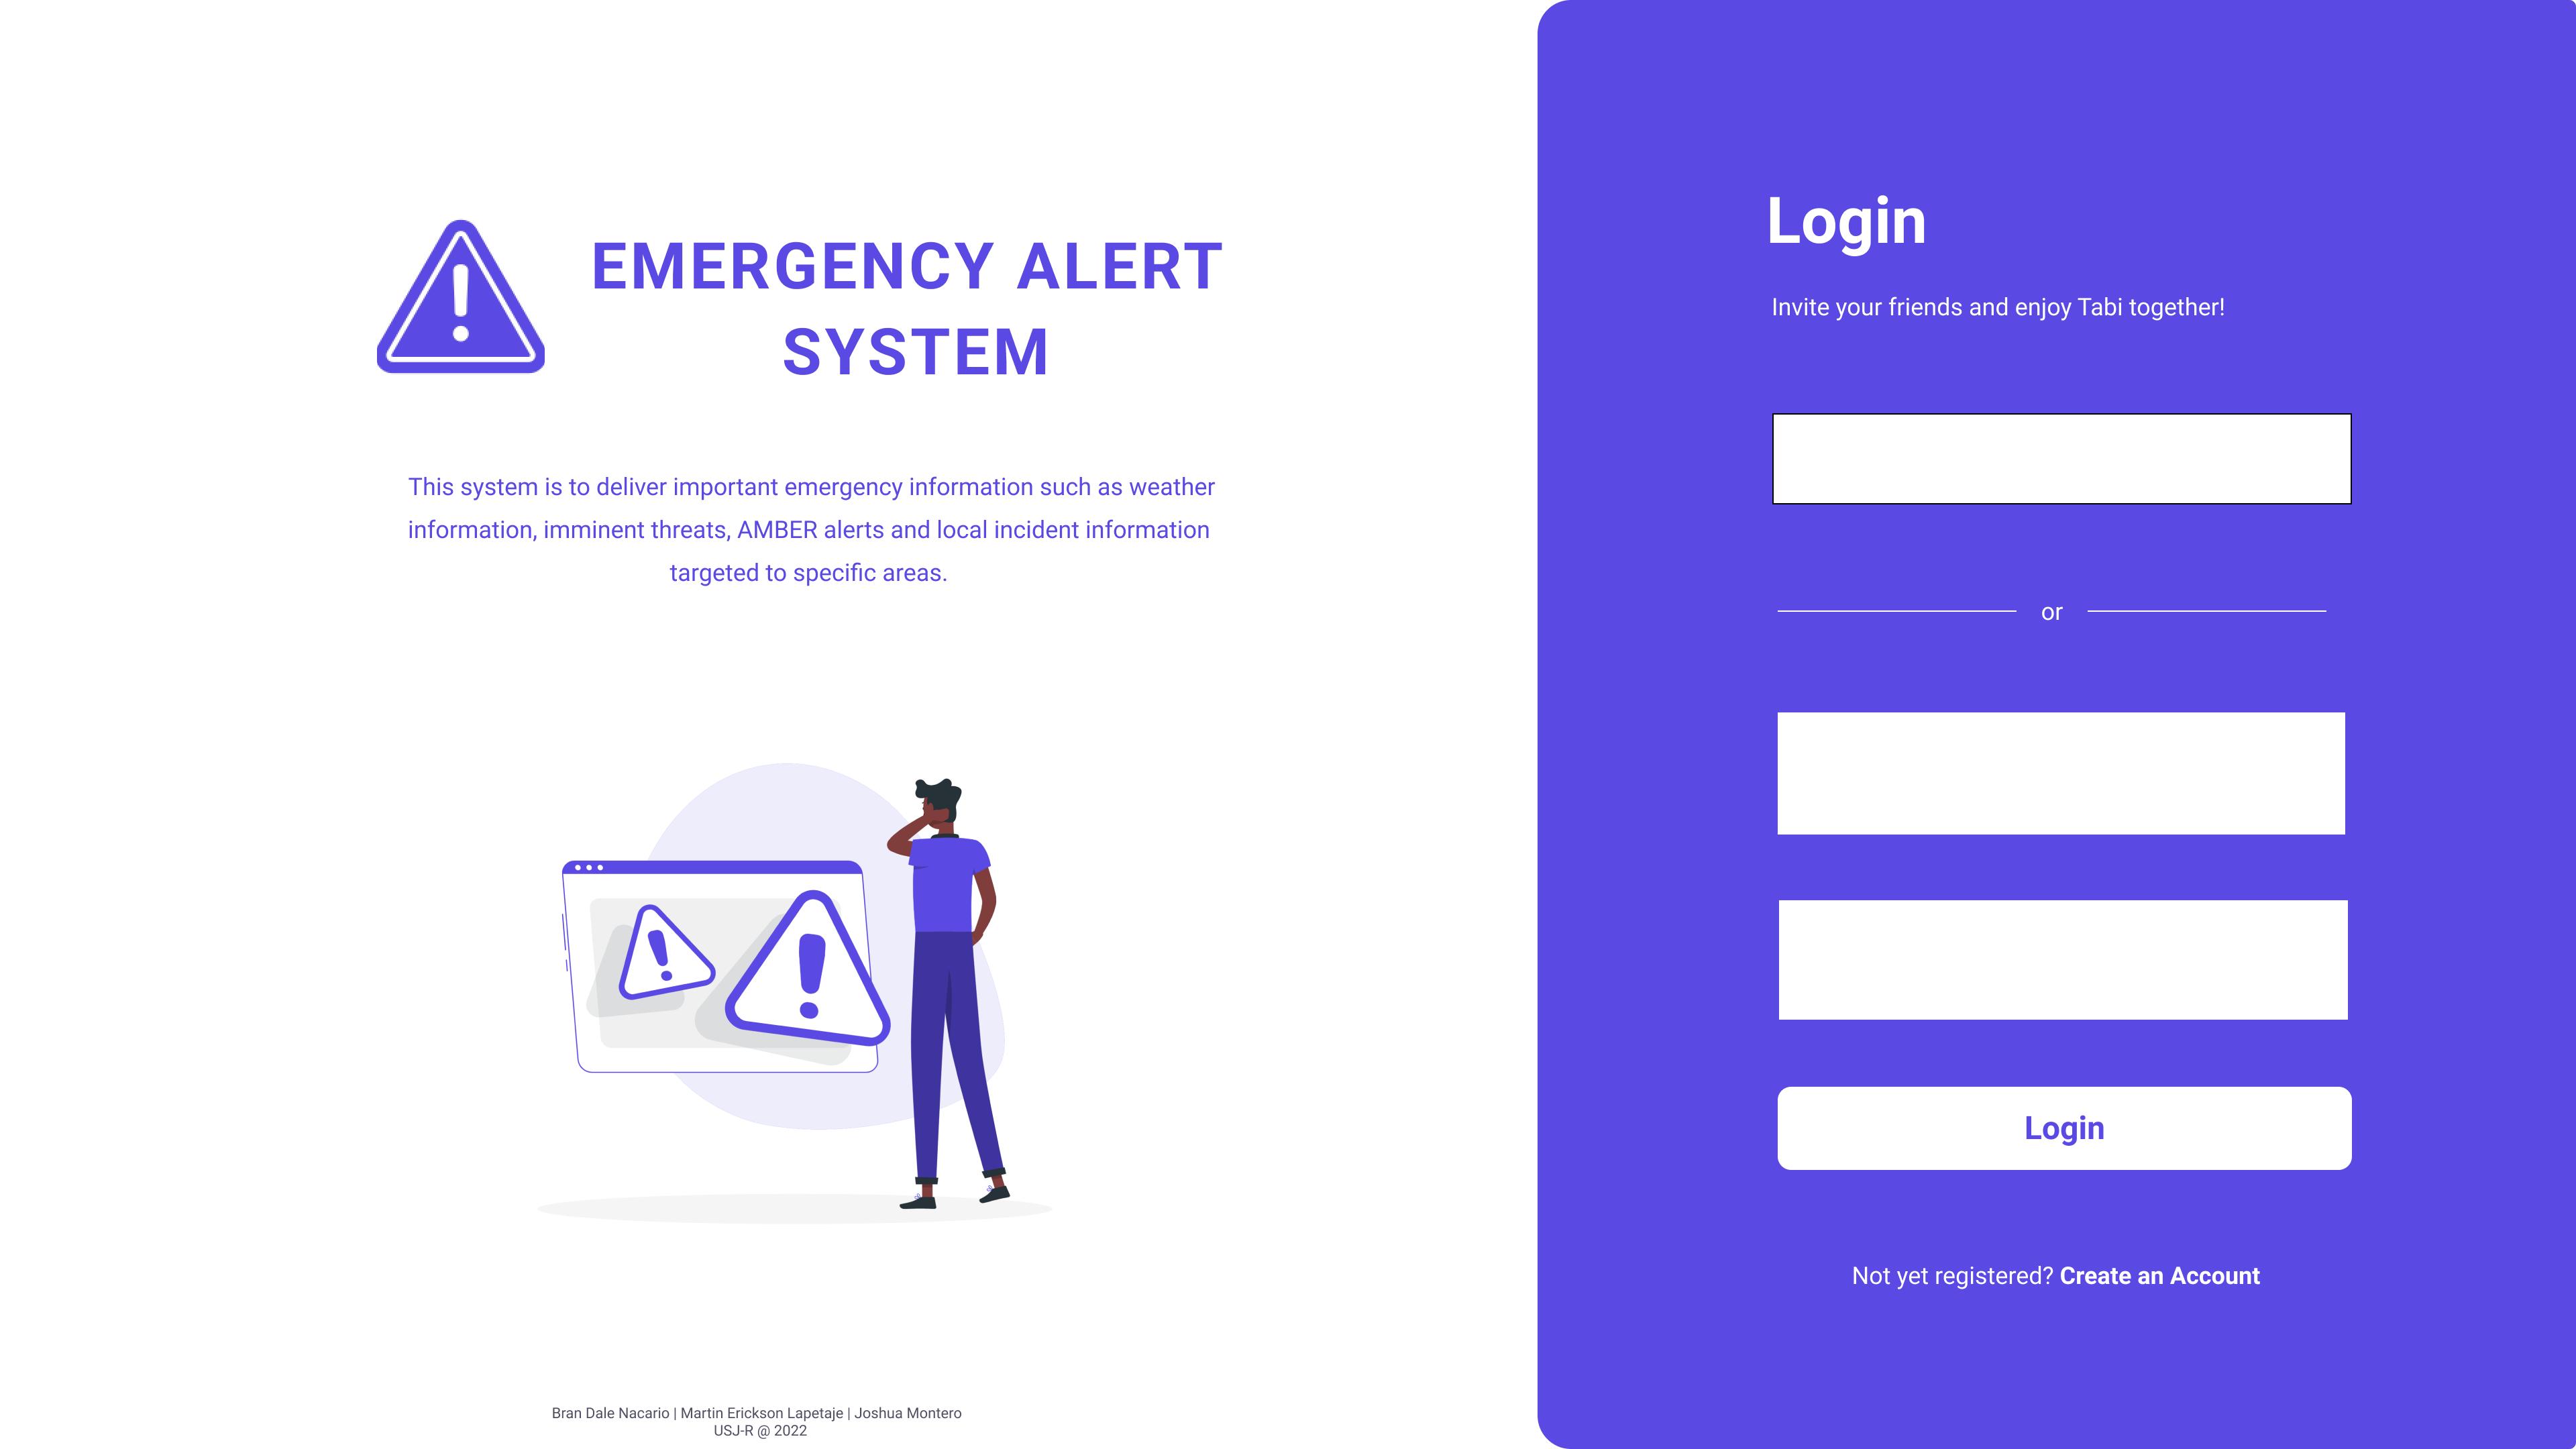 EMERGENCY ALERT
SYSTEM
This system is to deliver important emergency information such as weather
information, imminent threats, AMBER alerts and local incident information
targeted to specific areas.
Bran Dale Nacario | Martin Erickson Lapetaje | Joshua Montero
USJ-R @ 2022
Login
Invite your friends and enjoy Tabi together!
or
Login
Not yet registered? Create an Account